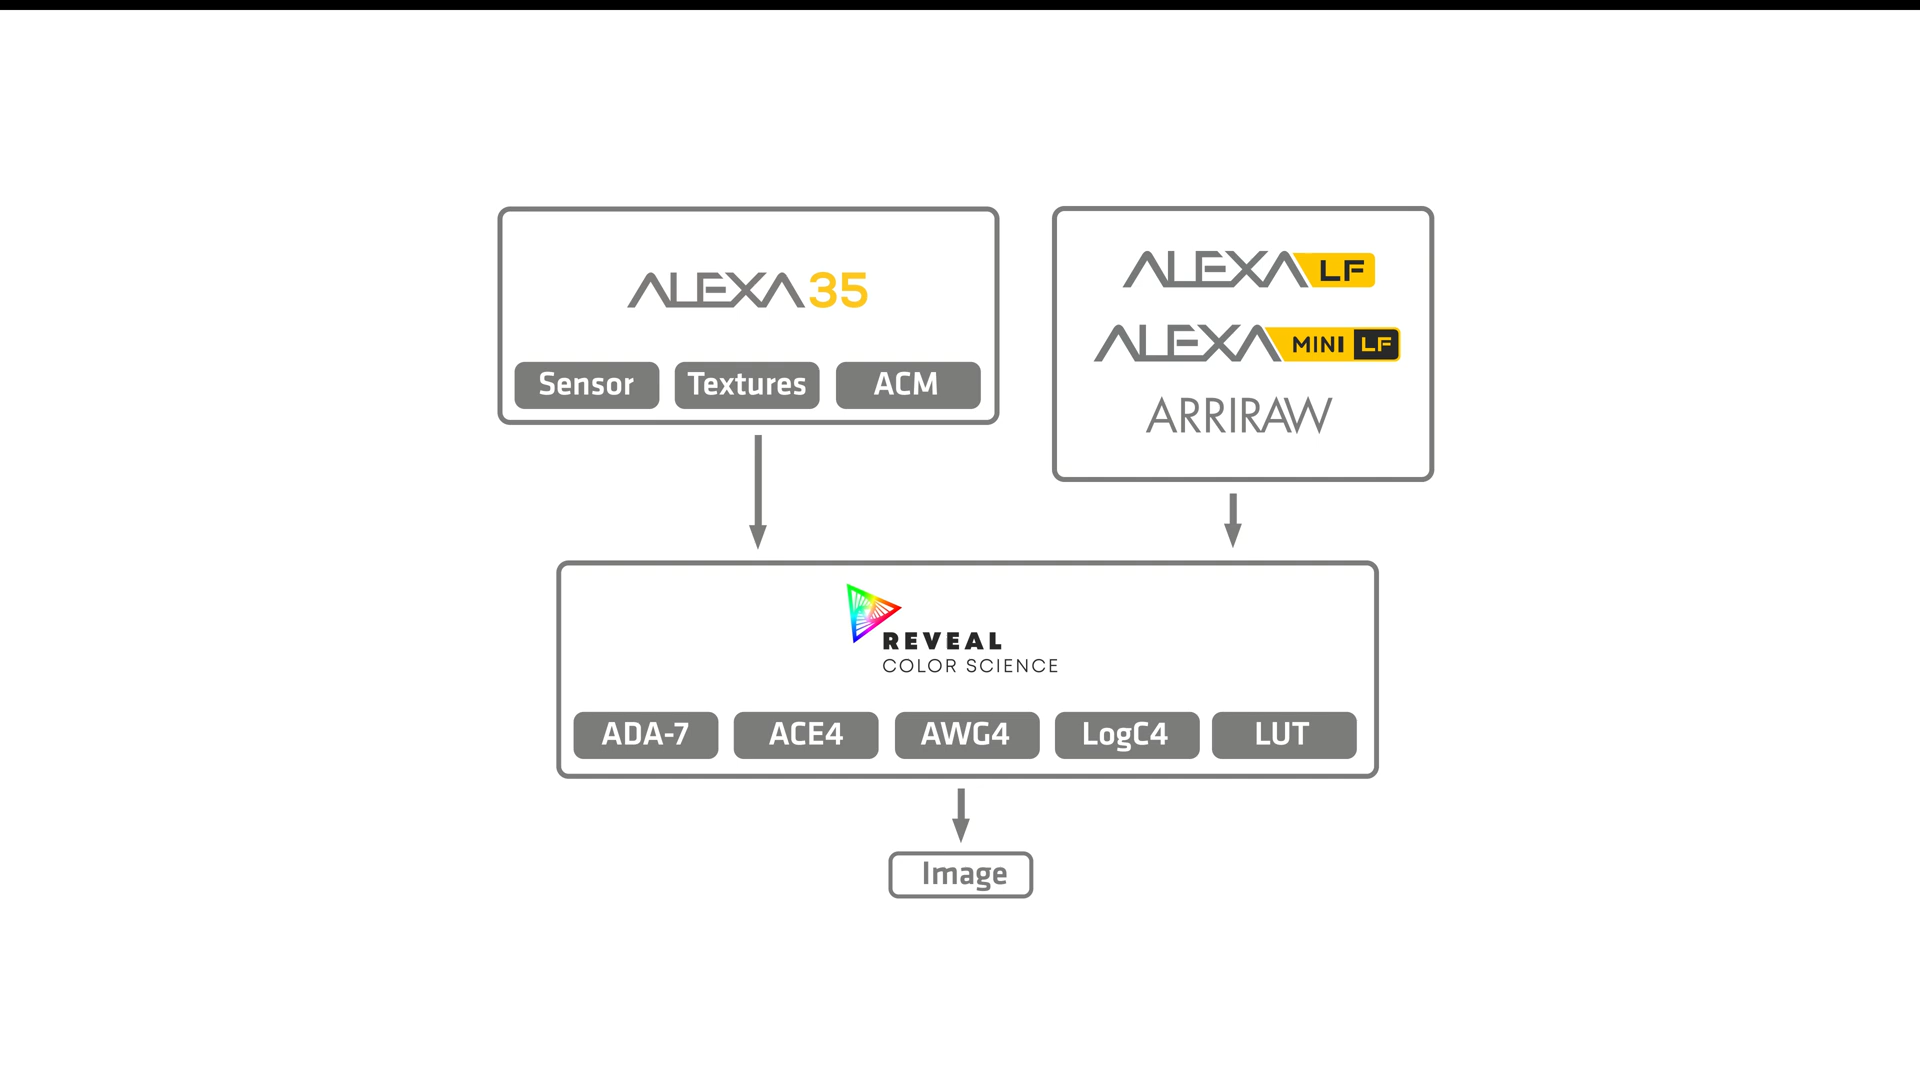 ALEXA 35
Sensor
Textures
ACM
ALEXA LF
ALEXA MINI LF
ARRIRAW
REVEAL
COLOR SCIENCE
ADA-7
ACE4
AWG4
LogC4
LUT
Image